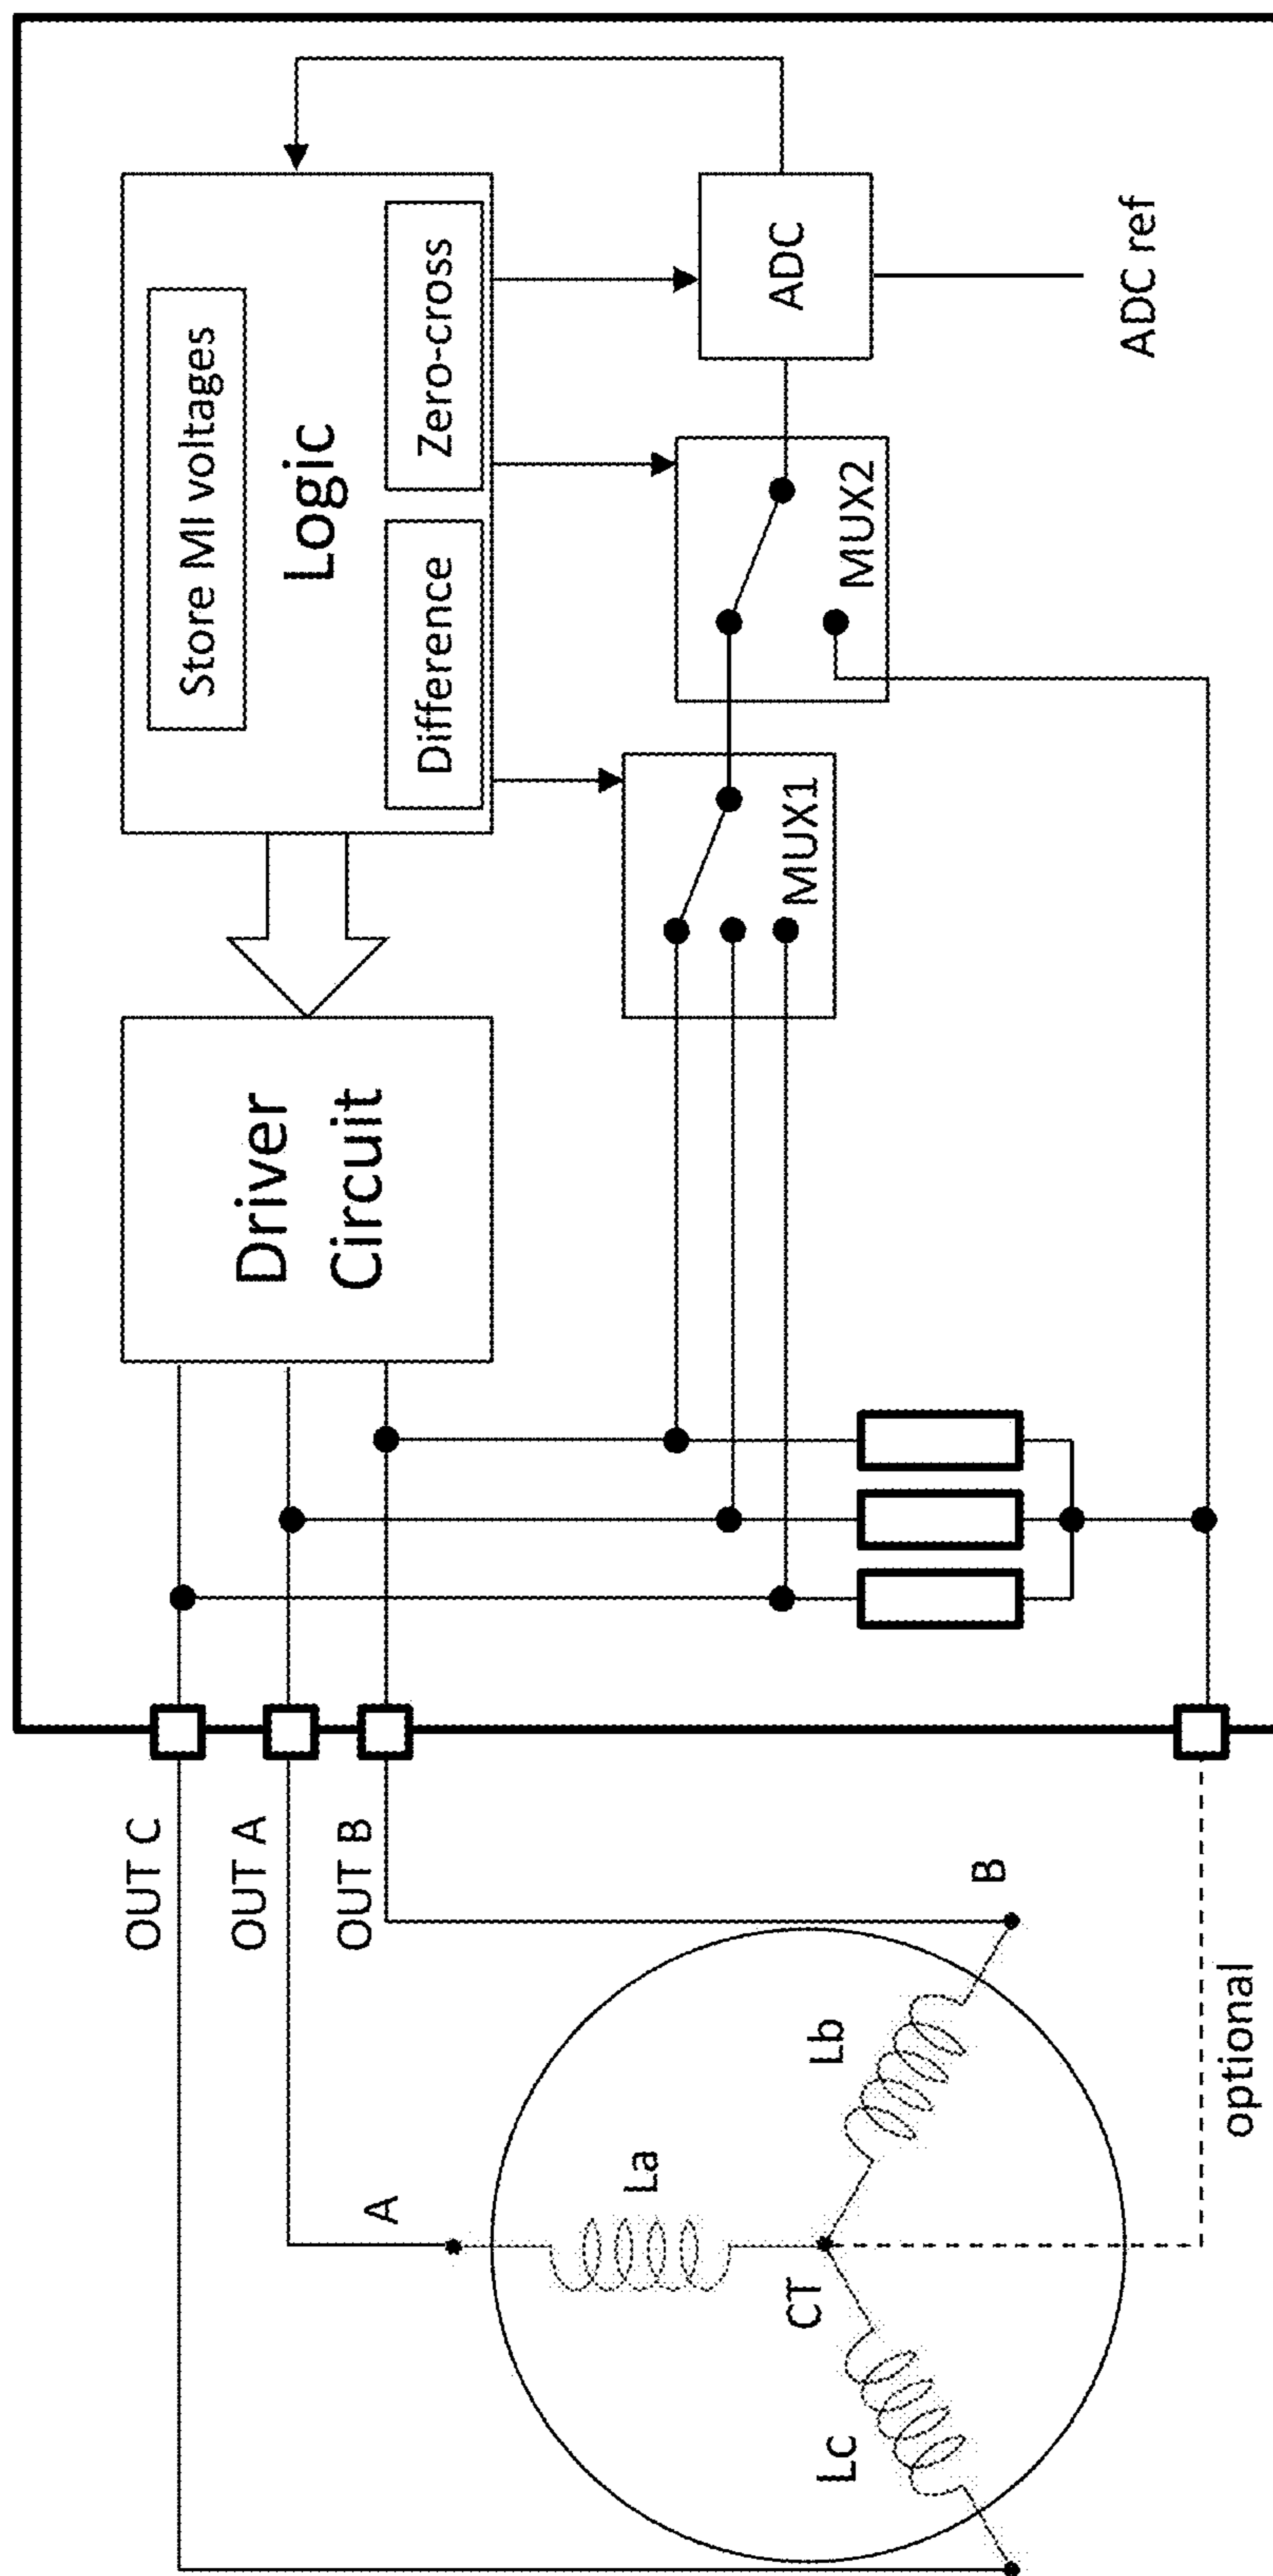 OUT C
OUT A
OUT B
A
B
La
Lb
Lc
CT
optional
Driver
Circuit
Store MI voltages
Logic
Difference
Zero-cross
MUX1
MUX2
ADC
ADC ref